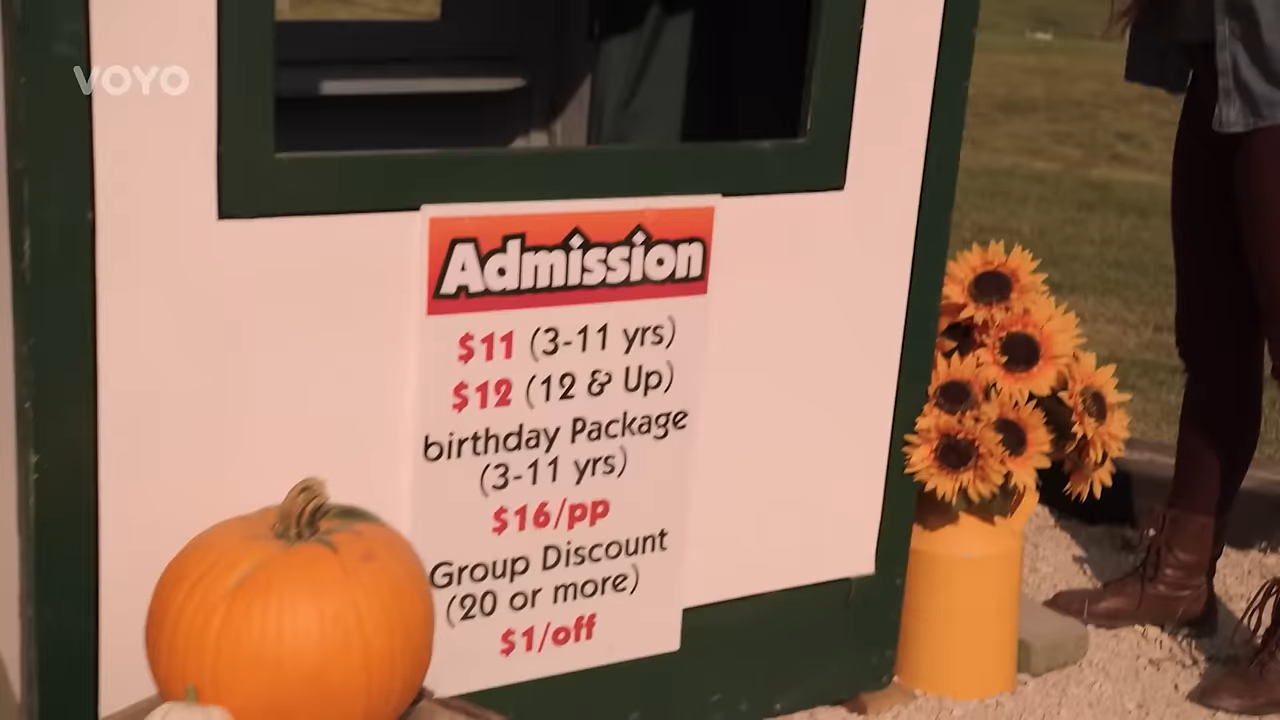 VOYO
Admission
$11 (3-11 yrs)
$12 (12 & Up)
birthday Package
(3-11 yrs)
$16/pp
Group Discount
(20 or more)
$1/off